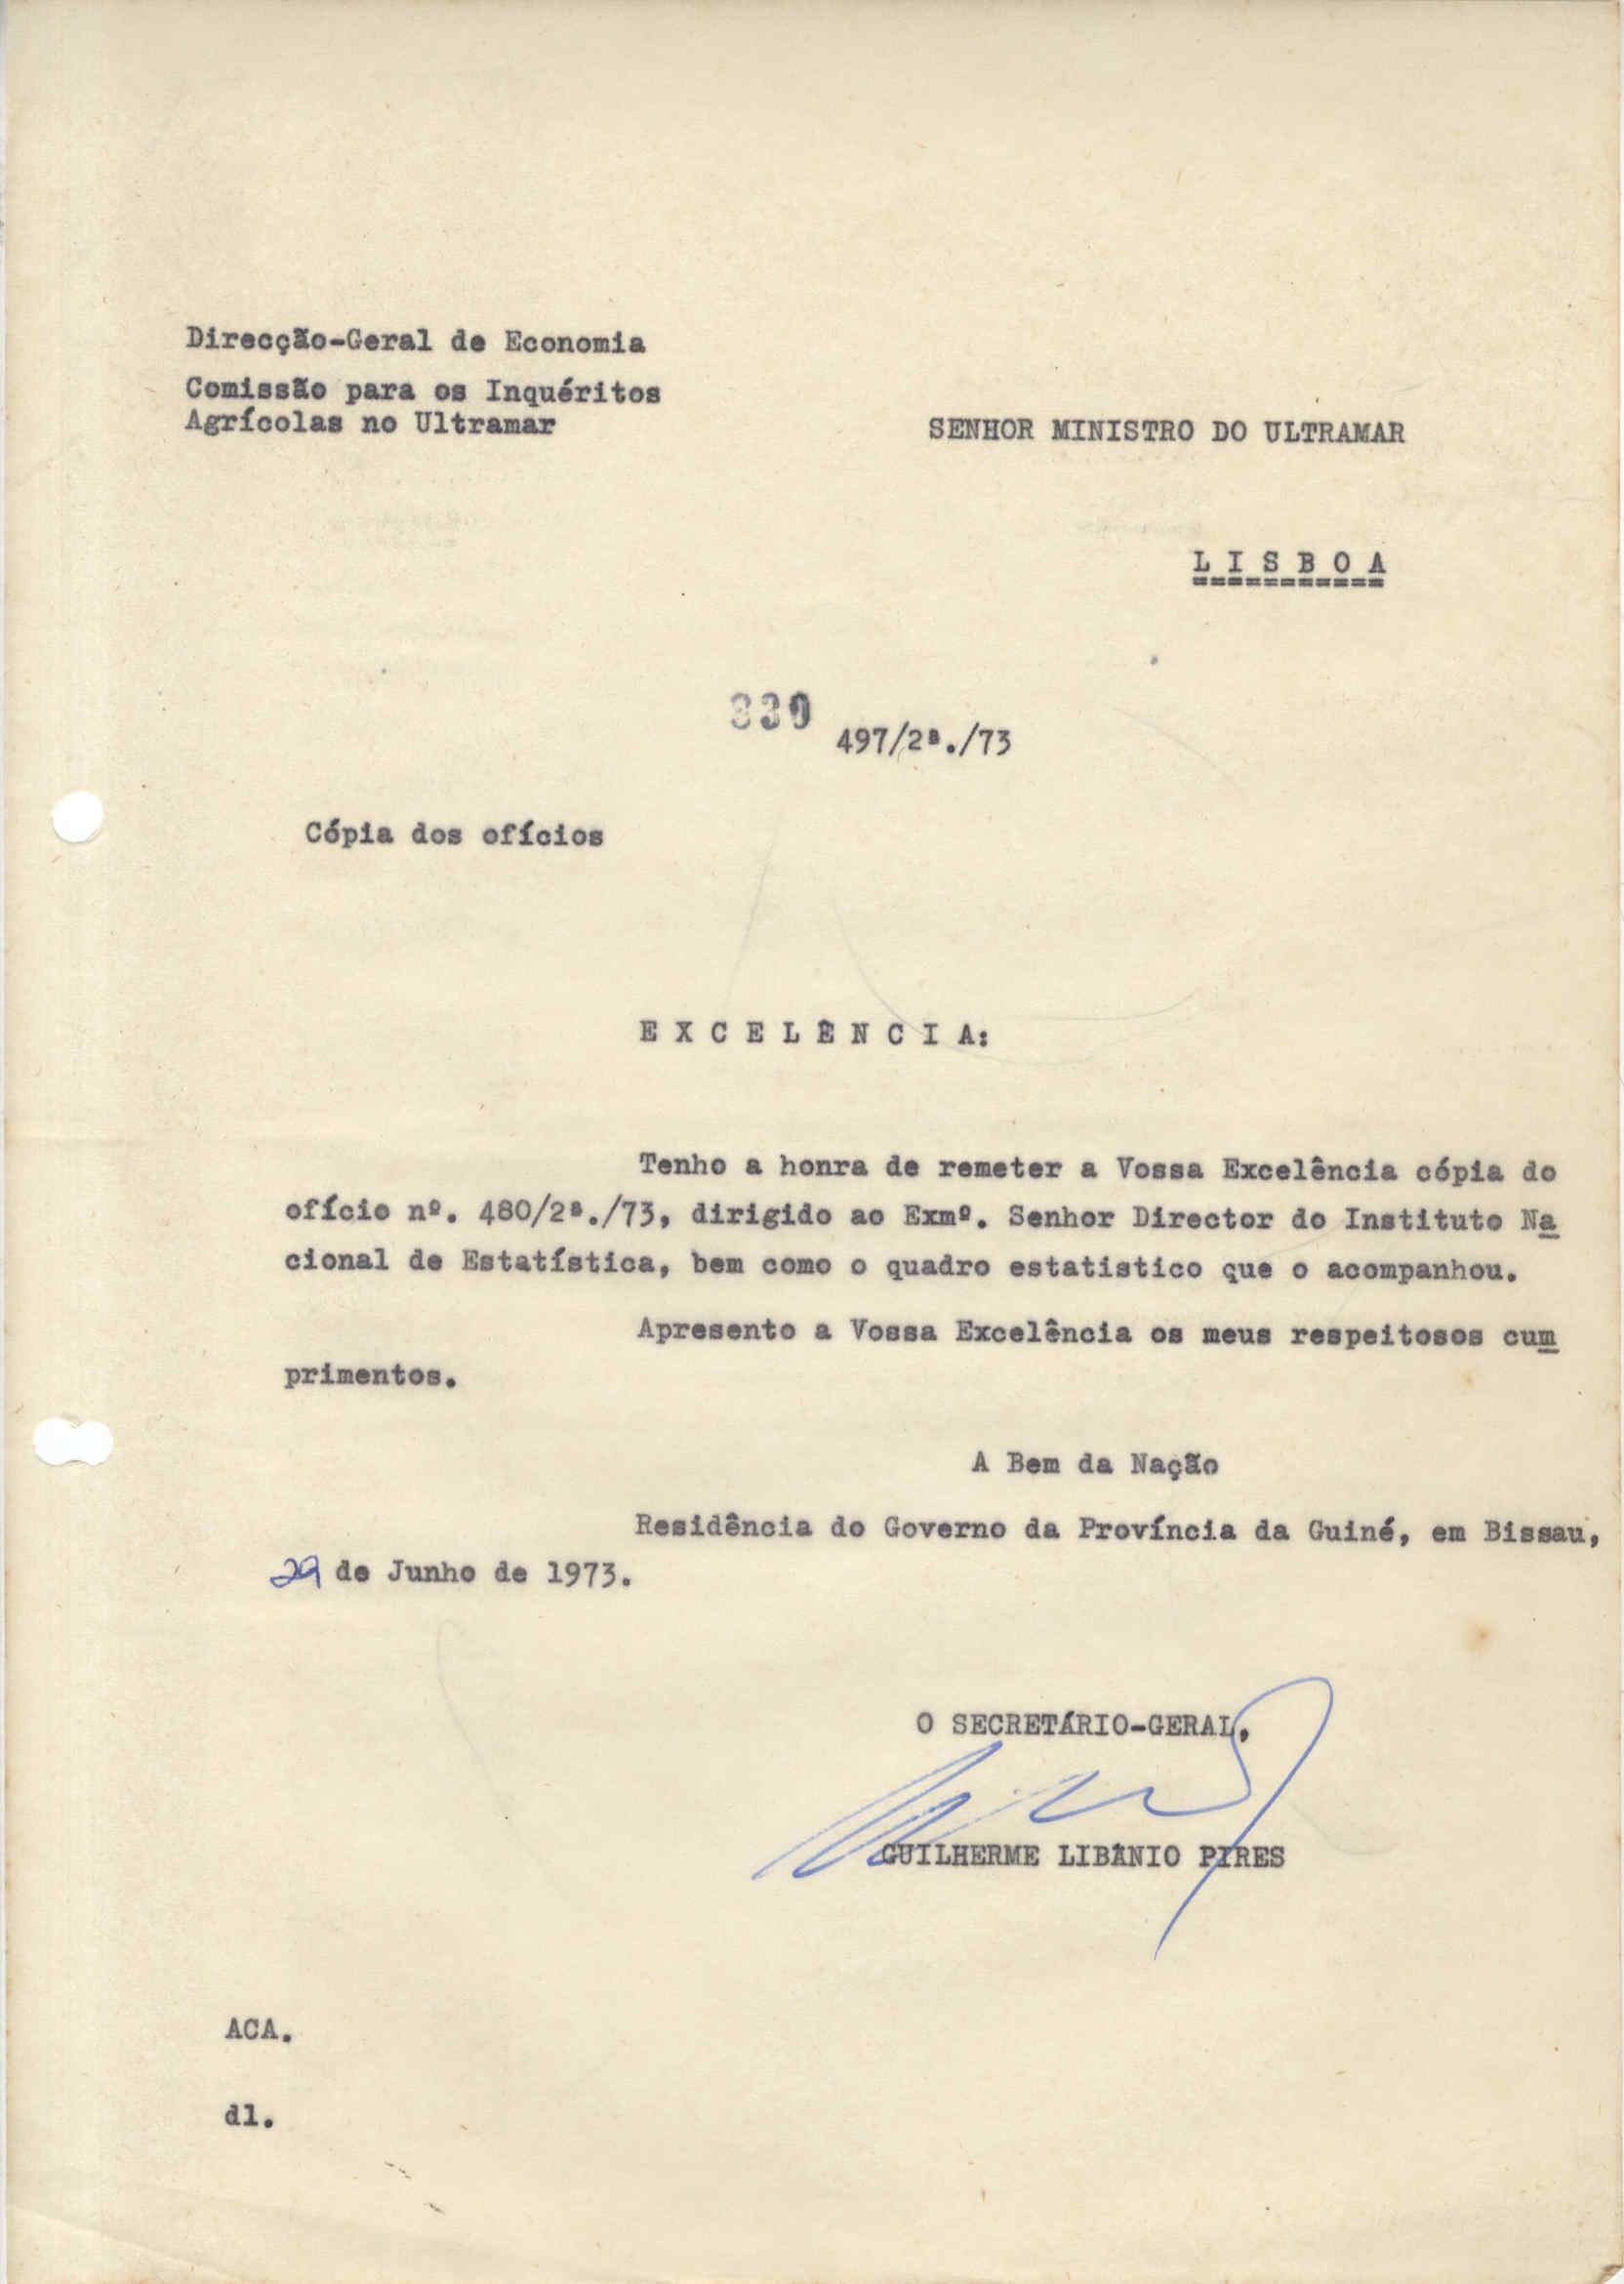 Direcção-Geral de Economia
Comissão para os Inquéritos
Agrícolas no Ultramar
SENHOR MINISTRO DO ULTRAMAR
L I S B O A
330
497/2ª./73
Cópia dos ofícios
E X C E L Ê N C I A:
Tenho a honra de remeter a Vossa Excelência cópia do
ofício nº. 480/2ª./73, dirigido ao Exmº. Senhor Director do Instituto Na
cional de Estatística, bem como o quadro estatistico que o acompanhou.
Apresento a Vossa Excelência os meus respeitosos cum
primentos.
A Bem da Nação
Residência do Governo da Província da Guiné, em Bissau,
29 de Junho de 1973.
O SECRETÁRIO-GERAL,
GUILHERME LIBÂNIO PIRES
ACA.
dl.